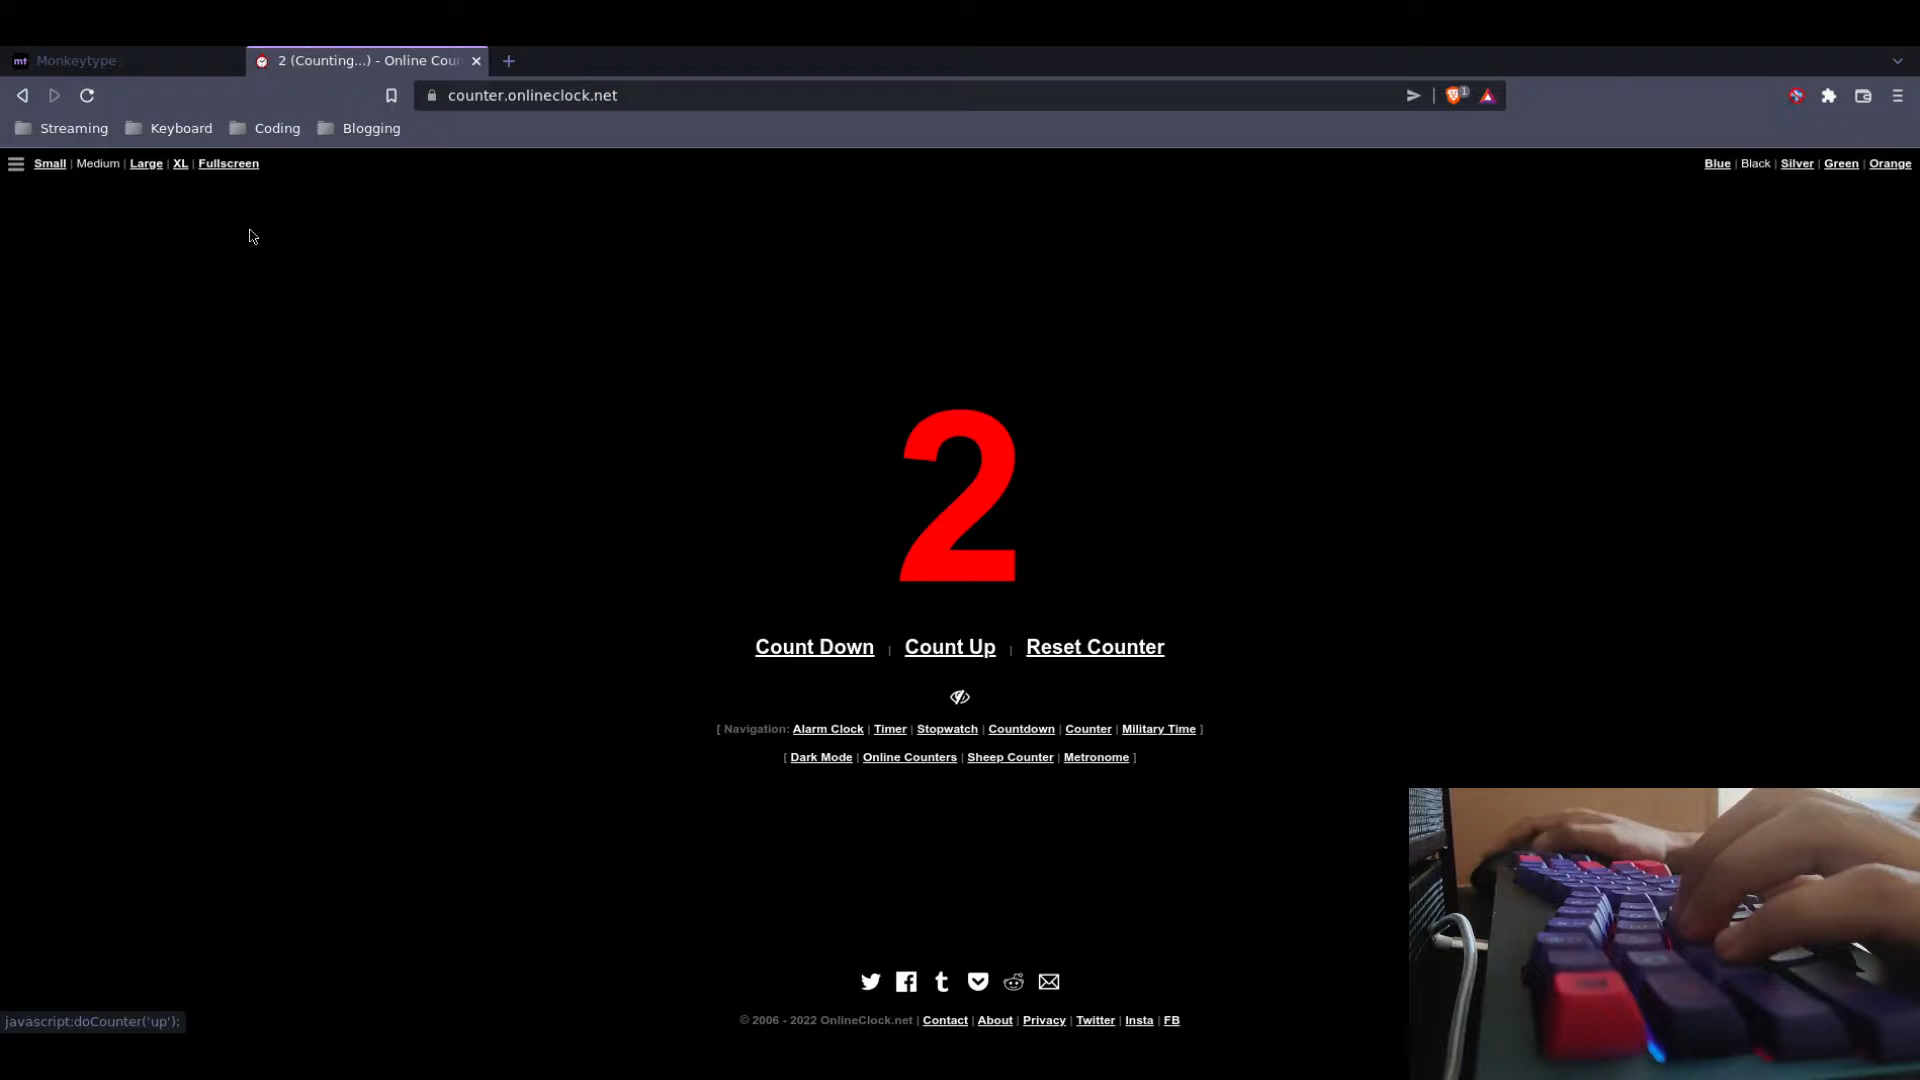 mt Monkeytype
2 (Counting...) - Online Cou
counter.onlineclock.net
1
Streaming Keyboard Coding Blogging
Small | Medium | Large | XL | Fullscreen
Blue | Black | Silver | Green | Orange
2
Count Down | Count Up | Reset Counter
[ Navigation: Alarm Clock | Timer | Stopwatch | Countdown | Counter | Military Time ]
[ Dark Mode | Online Counters | Sheep Counter | Metronome ]
© 2006 - 2022 OnlineClock.net | Contact | About | Privacy | Twitter | Insta | FB
javascript:doCounter('up');